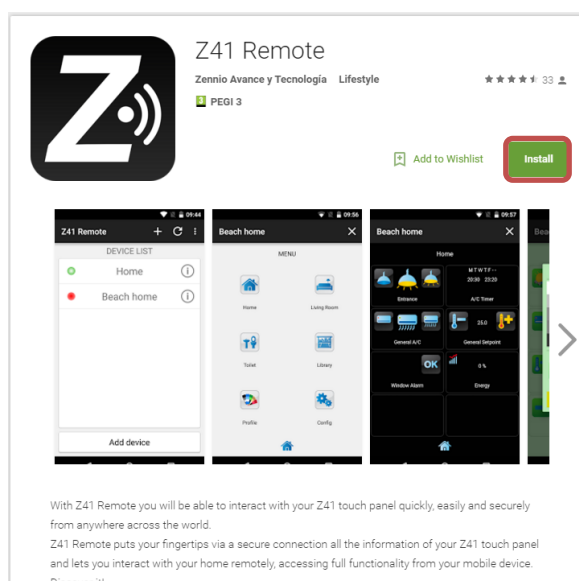 Z41 Remote
Zennio Avance y Tecnología Lifestyle
33
3 PEGI 3
Add to Wishlist
Install
09:44
Z41 Remote
DEVICE LIST
Home
Beach home
Add device
09:56
Beach home
MENU
Home
Living Room
Toilet
Library
Profile
Config
09:57
Beach home
Home
M T W T F - -
20:30 23:20
Entrance
A/C Timer
25.0
General A/C
General Setpoint
OK
0 %
Window Alarm
Energy
Bea
With Z41 Remote you will be able to interact with your Z41 touch panel quickly, easily and securely
from anywhere across the world.
Z41 Remote puts your fingertips via a secure connection all the information of your Z41 touch panel
and lets you interact with your home remotely, accessing full functionality from your mobile device.